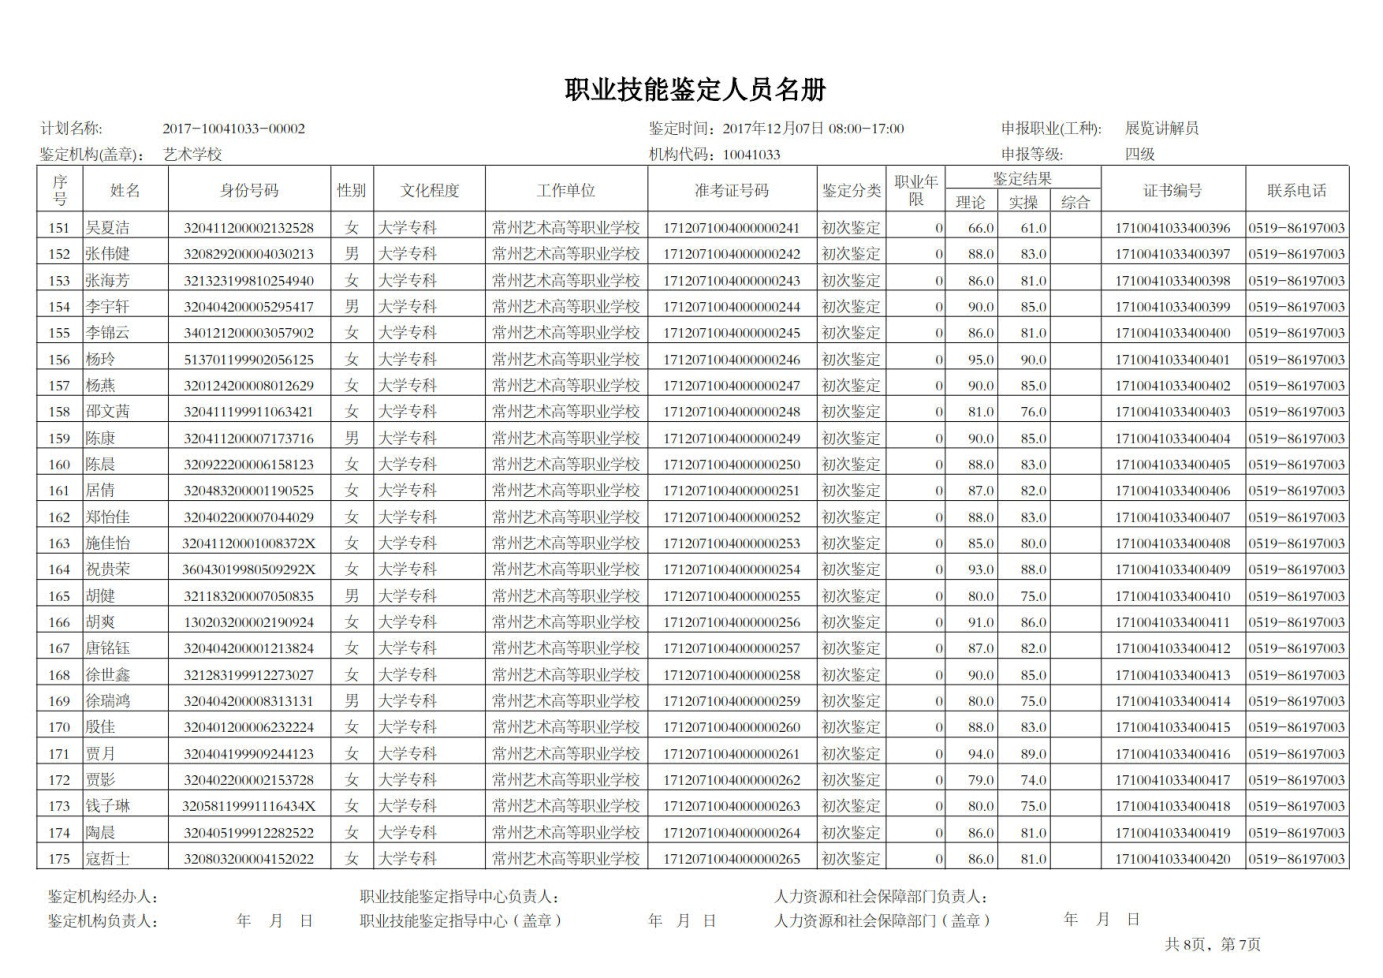 职业技能鉴定人员名册
计划名称: 2017-10041033-00002 鉴定时间: 2017年12月07日 08:00-17:00 申报职业(工种): 展览讲解员
鉴定机构(盖章): 艺术学校 机构代码: 10041033 申报等级: 四级
序号 姓名 身份号码 性别 文化程度 工作单位 准考证号码 鉴定分类 职业年限 鉴定结果 证书编号 联系电话
理论 实操 综合
151 吴夏洁 320411200002132528 女 大学专科 常州艺术高等职业学校 1712071004000000241 初次鉴定 0 66.0 61.0 1710041033400396 0519-86197003
152 张伟健 320829200004030213 男 大学专科 常州艺术高等职业学校 1712071004000000242 初次鉴定 0 88.0 83.0 1710041033400397 0519-86197003
153 张海芳 321323199810254940 女 大学专科 常州艺术高等职业学校 1712071004000000243 初次鉴定 0 86.0 81.0 1710041033400398 0519-86197003
154 李宇轩 320404200005295417 男 大学专科 常州艺术高等职业学校 1712071004000000244 初次鉴定 0 90.0 85.0 1710041033400399 0519-86197003
155 李锦云 340121200003057902 女 大学专科 常州艺术高等职业学校 1712071004000000245 初次鉴定 0 86.0 81.0 1710041033400400 0519-86197003
156 杨玲 513701199902056125 女 大学专科 常州艺术高等职业学校 1712071004000000246 初次鉴定 0 95.0 90.0 1710041033400401 0519-86197003
157 杨燕 320124200008012629 女 大学专科 常州艺术高等职业学校 1712071004000000247 初次鉴定 0 90.0 85.0 1710041033400402 0519-86197003
158 邵文茜 320411199911063421 女 大学专科 常州艺术高等职业学校 1712071004000000248 初次鉴定 0 81.0 76.0 1710041033400403 0519-86197003
159 陈康 320411200007173716 男 大学专科 常州艺术高等职业学校 1712071004000000249 初次鉴定 0 90.0 85.0 1710041033400404 0519-86197003
160 陈晨 320922200006158123 女 大学专科 常州艺术高等职业学校 1712071004000000250 初次鉴定 0 88.0 83.0 1710041033400405 0519-86197003
161 居倩 320483200001190525 女 大学专科 常州艺术高等职业学校 1712071004000000251 初次鉴定 0 87.0 82.0 1710041033400406 0519-86197003
162 郑怡佳 320402200007044029 女 大学专科 常州艺术高等职业学校 1712071004000000252 初次鉴定 0 88.0 83.0 1710041033400407 0519-86197003
163 施佳怡 32041120001008372X 女 大学专科 常州艺术高等职业学校 1712071004000000253 初次鉴定 0 85.0 80.0 1710041033400408 0519-86197003
164 祝贵荣 36043019980509292X 女 大学专科 常州艺术高等职业学校 1712071004000000254 初次鉴定 0 93.0 88.0 1710041033400409 0519-86197003
165 胡健 321183200007050835 男 大学专科 常州艺术高等职业学校 1712071004000000255 初次鉴定 0 80.0 75.0 1710041033400410 0519-86197003
166 胡爽 130203200002190924 女 大学专科 常州艺术高等职业学校 1712071004000000256 初次鉴定 0 91.0 86.0 1710041033400411 0519-86197003
167 唐铭钰 320404200001213824 女 大学专科 常州艺术高等职业学校 1712071004000000257 初次鉴定 0 87.0 82.0 1710041033400412 0519-86197003
168 徐世鑫 321283199912273027 女 大学专科 常州艺术高等职业学校 1712071004000000258 初次鉴定 0 90.0 85.0 1710041033400413 0519-86197003
169 徐瑞鸿 320404200008313131 男 大学专科 常州艺术高等职业学校 1712071004000000259 初次鉴定 0 80.0 75.0 1710041033400414 0519-86197003
170 殷佳 320401200006232224 女 大学专科 常州艺术高等职业学校 1712071004000000260 初次鉴定 0 88.0 83.0 1710041033400415 0519-86197003
171 贾月 320404199909244123 女 大学专科 常州艺术高等职业学校 1712071004000000261 初次鉴定 0 94.0 89.0 1710041033400416 0519-86197003
172 贾影 320402200002153728 女 大学专科 常州艺术高等职业学校 1712071004000000262 初次鉴定 0 79.0 74.0 1710041033400417 0519-86197003
173 钱子琳 32058119991116434X 女 大学专科 常州艺术高等职业学校 1712071004000000263 初次鉴定 0 80.0 75.0 1710041033400418 0519-86197003
174 陶晨 320405199912282522 女 大学专科 常州艺术高等职业学校 1712071004000000264 初次鉴定 0 86.0 81.0 1710041033400419 0519-86197003
175 寇哲士 320803200004152022 女 大学专科 常州艺术高等职业学校 1712071004000000265 初次鉴定 0 86.0 81.0 1710041033400420 0519-86197003
鉴定机构经办人: 职业技能鉴定指导中心负责人: 人力资源和社会保障部门负责人:
鉴定机构负责人: 年 月 日 职业技能鉴定指导中心(盖章) 年 月 日 人力资源和社会保障部门(盖章) 年 月 日
共 8页, 第 7页